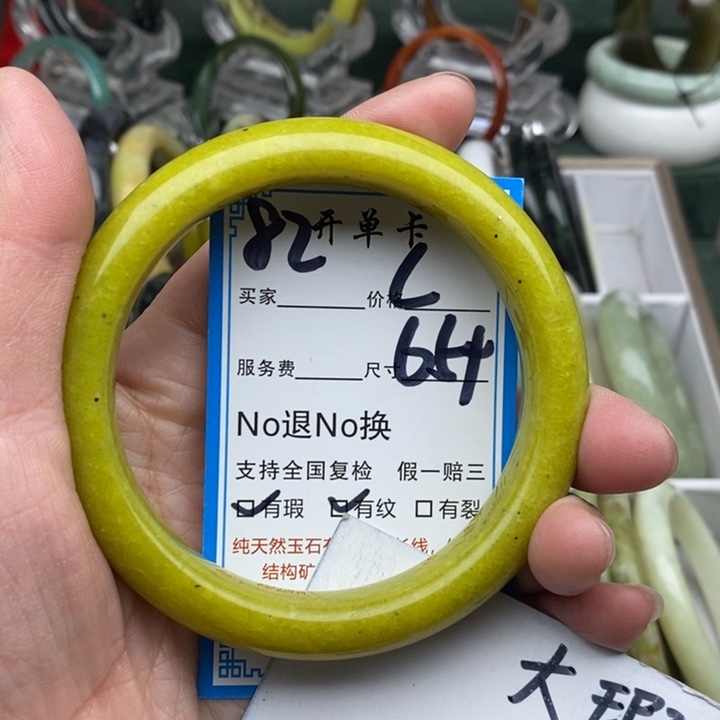 82 开单卡
买家 价格 L
服务费 尺寸 64
No退No换
支持全国复检 假一赔三
有瑕 有纹 有裂
纯天然玉石
结构矿
大瑕